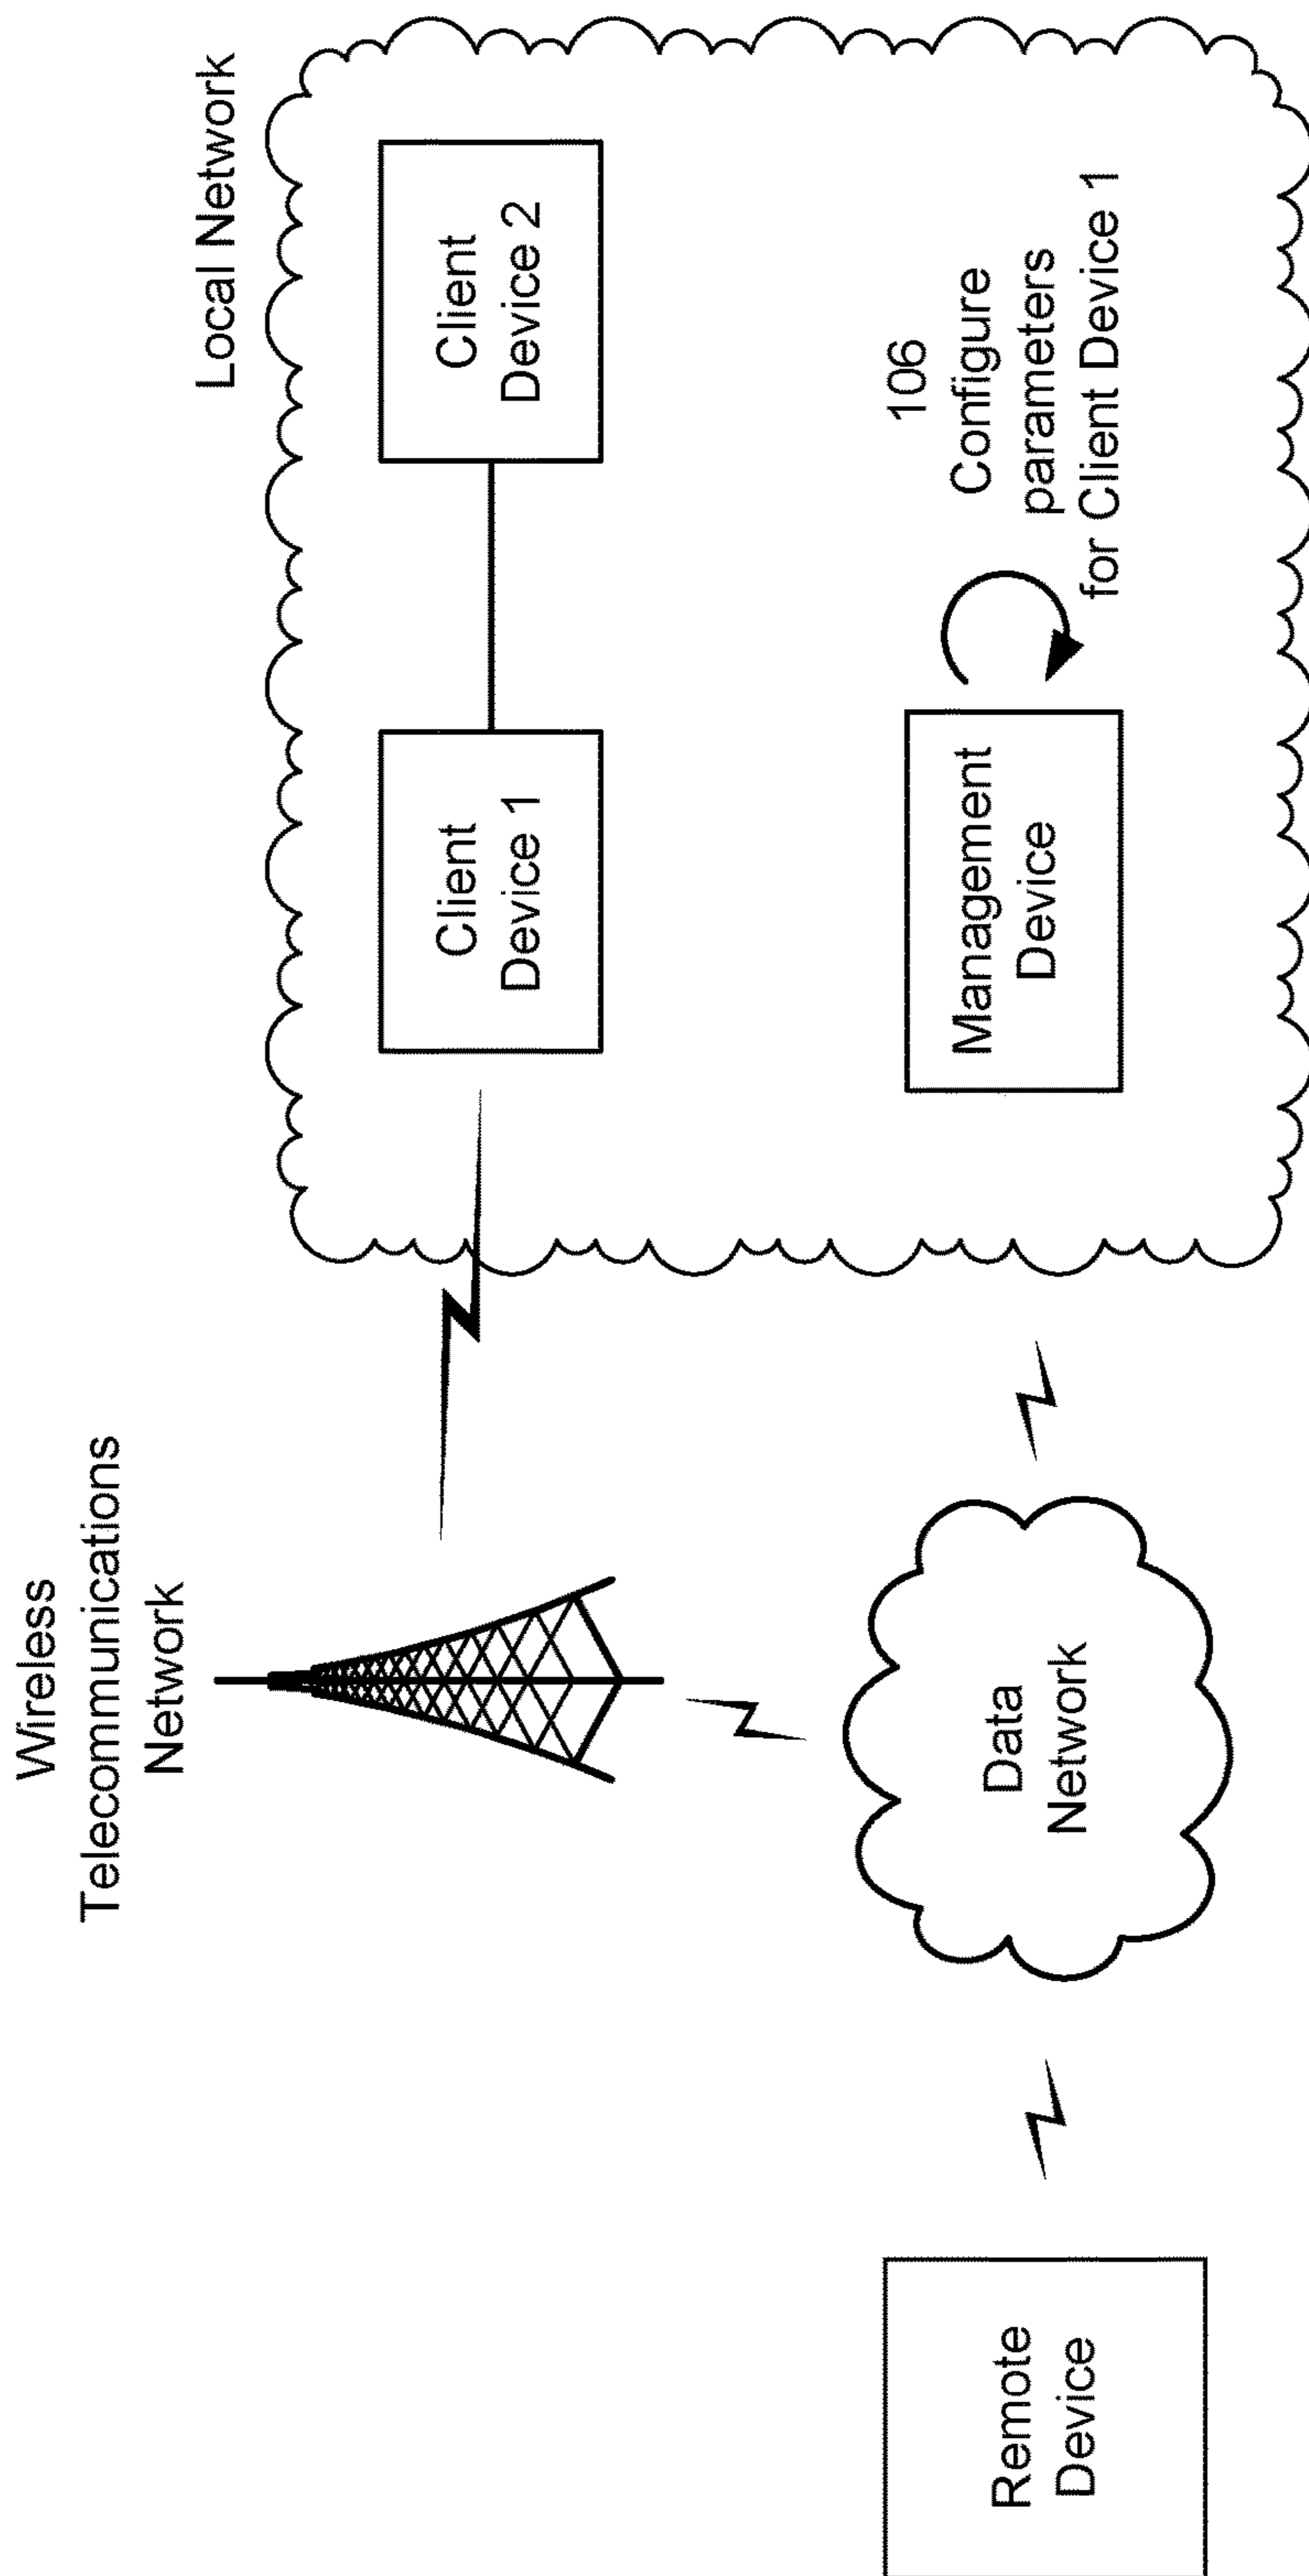 Wireless
Telecommunications
Network
Local Network
Client
Device 1
Client
Device 2
Remote
Device
Data
Network
Management
Device
106
Configure
parameters
for Client Device 1